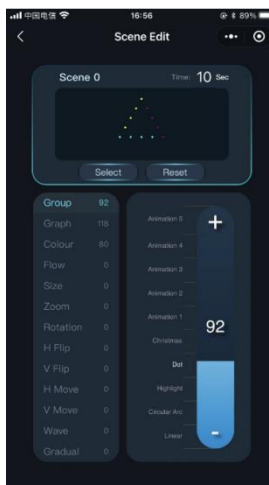 中国电信 16:56 89%
Scene Edit
Scene 0 Time: 10 Sec
Select Reset
Group 92
Graph 118
Colour 80
Flow 0
Size 0
Zoom 0
Rotation 0
H Flip 0
V Flip 0
H Move 0
V Move 0
Wave 0
Gradual 0
Animation 5
Animation 4
Animation 3
Animation 2
Animation 1
Christmas
Dot
Highlight
Circular Arc
Linear
+
92
-